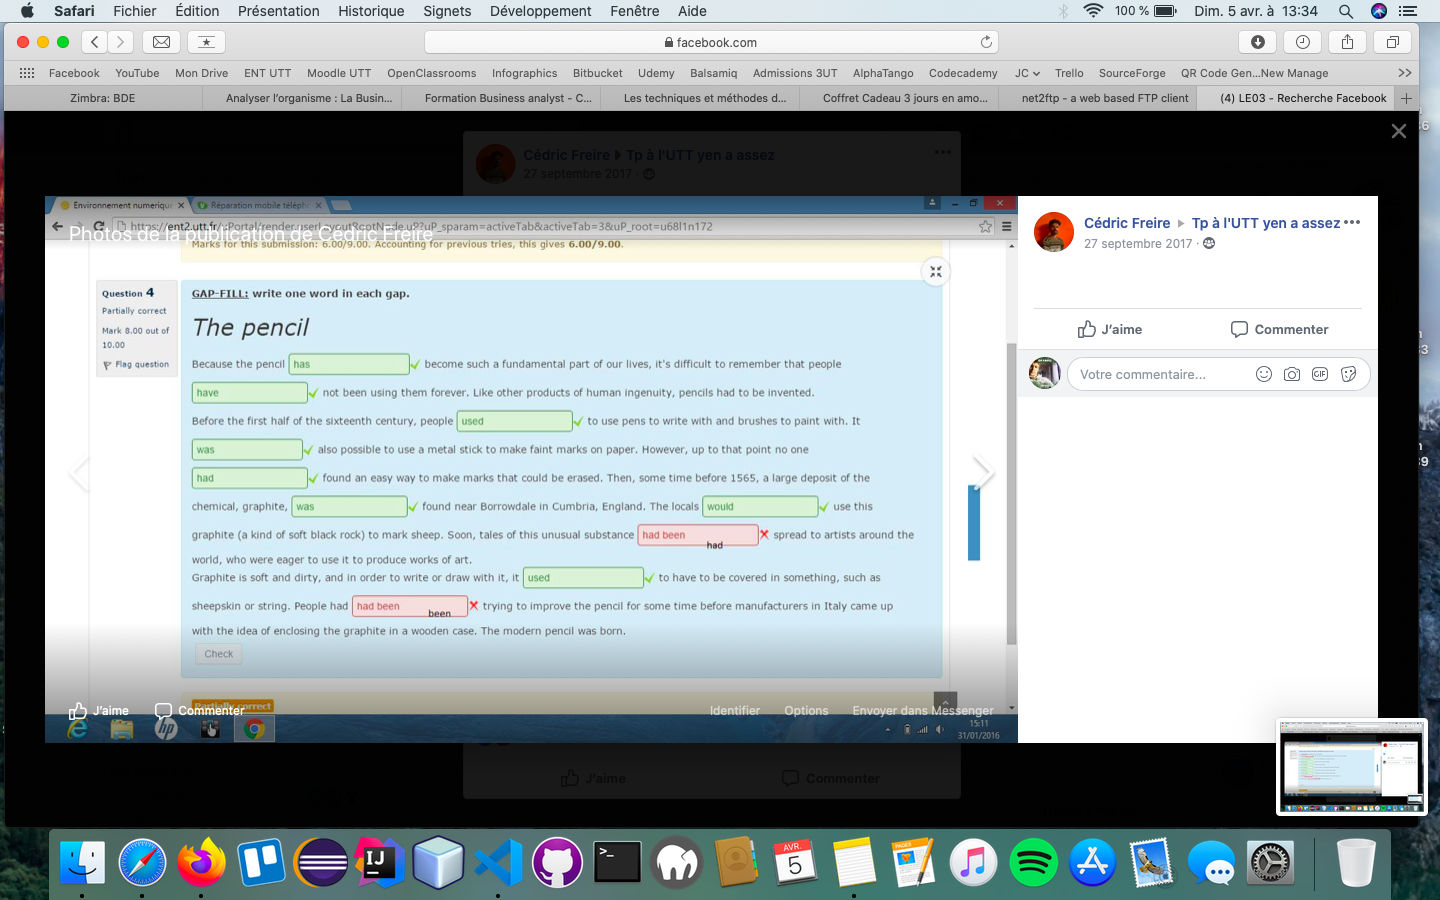 Safari Fichier Édition Présentation Historique Signets Développement Fenêtre Aide 100 % Dim. 5 avr. à 13:34
facebook.com
Facebook YouTube Mon Drive ENT UTT Moodle UTT OpenClassrooms Infographics Bitbucket Udemy Balsamiq Admissions 3UT AlphaTango Codecademy JC Trello SourceForge QR Code Gen...New Manage
Zimbra: BDE Analyser l'organisme : La Busin... Formation Business analyst - C... Les techniques et méthodes d... Coffret Cadeau 3 jours en amo... net2ftp - a web based FTP client (4) LE03 - Recherche Facebook
Cédric Freire Tp à l'UTT yen a assez
27 septembre 2017
Environnement numeriqu Réparation mobile téléph
Photos de la publication de Cédric Freire
Marks for this submission: 6.00/9.00. Accounting for previous tries, this gives 6.00/9.00.
Question 4
Partially correct
Mark 8.00 out of
10.00
Flag question
GAP-FILL: write one word in each gap.
The pencil
Because the pencil has become such a fundamental part of our lives, it's difficult to remember that people
have not been using them forever. Like other products of human ingenuity, pencils had to be invented.
Before the first half of the sixteenth century, people used to use pens to write with and brushes to paint with. It
was also possible to use a metal stick to make faint marks on paper. However, up to that point no one
had found an easy way to make marks that could be erased. Then, some time before 1565, a large deposit of the
chemical, graphite, was found near Borrowdale in Cumbria, England. The locals would use this
graphite (a kind of soft black rock) to mark sheep. Soon, tales of this unusual substance had been spread to artists around the
had
world, who were eager to use it to produce works of art.
Graphite is soft and dirty, and in order to write or draw with it, it used to have to be covered in something, such as
sheepskin or string. People had had been trying to improve the pencil for some time before manufacturers in Italy came up
been
with the idea of enclosing the graphite in a wooden case. The modern pencil was born.
Check
Partially correct
J'aime Commenter Identifier Options Envoyer dans Messenger
15:11
31/01/2016
Cédric Freire Tp à l'UTT yen a assez
27 septembre 2017
J'aime Commenter
Votre commentaire... GIF
J'aime Commenter
IJ
AVR.
5
PAGES